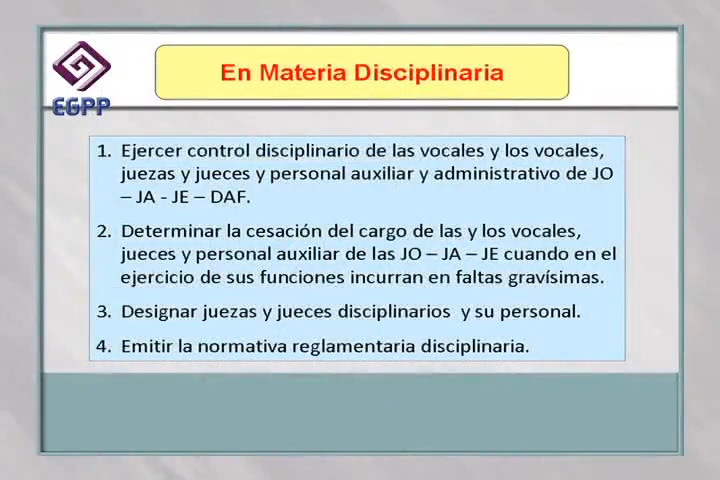 En Materia Disciplinaria
EGPP
1. Ejercer control disciplinario de las vocales y los vocales,
juezas y jueces y personal auxiliar y administrativo de JO
– JA - JE – DAF.
2. Determinar la cesación del cargo de las y los vocales,
jueces y personal auxiliar de las JO – JA – JE cuando en el
ejercicio de sus funciones incurran en faltas gravísimas.
3. Designar juezas y jueces disciplinarios y su personal.
4. Emitir la normativa reglamentaria disciplinaria.